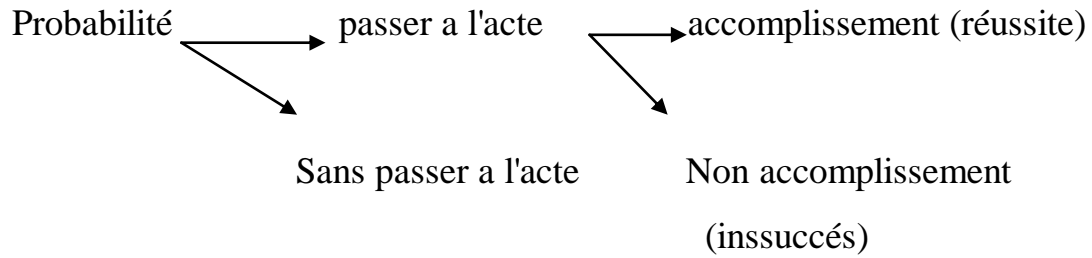 Probabilité passer a l'acte accomplissement (réussite)
Sans passer a l'acte Non accomplissement
(inssuccés)